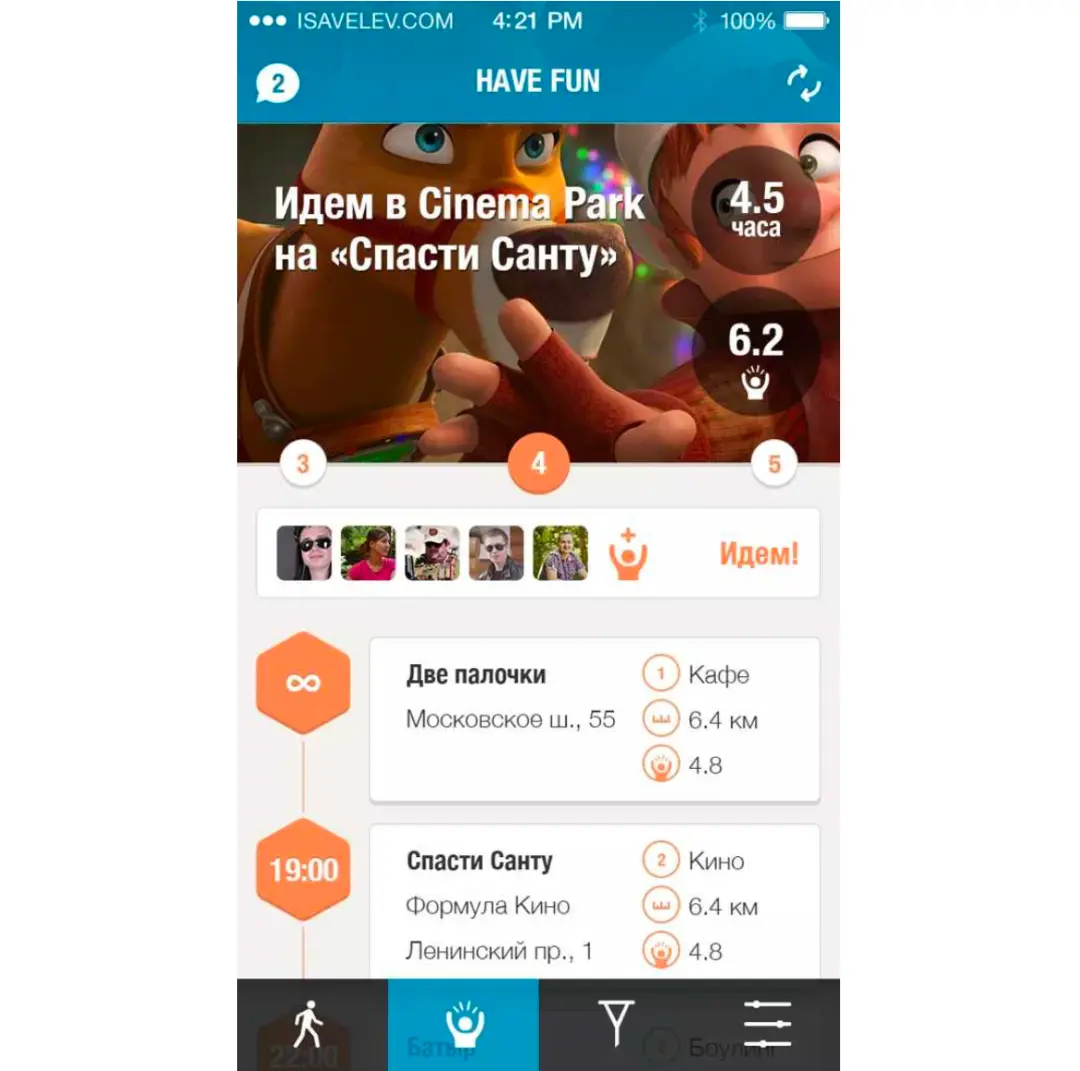 ISAVELEV.COM 4:21 PM 100%
2 HAVE FUN
Идем в Cinema Park
на «Спасти Санту»
4.5
часа
6.2
3 4 5
Идем!
∞
Две палочки
Московское ш., 55
1 Кафе
6.4 км
4.8
19:00
Спасти Санту
Формула Кино
Ленинский пр., 1
2 Кино
6.4 км
4.8
22:00 Батыр 3 Боулинг